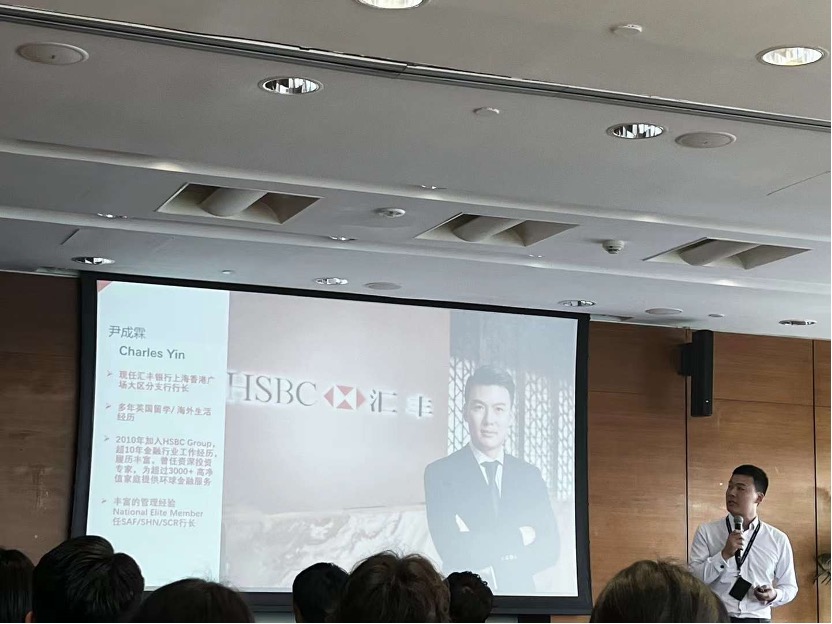 尹成霖
Charles Yin
现任汇丰银行上海香港广
场大区分支行行长
多年英国留学/ 海外生活
经历
2010年加入HSBC Group,
超10年金融行业工作经历,
履历丰富。曾任资深投资
专家，为超过3000+ 高净
值家庭提供环球金融服务
丰富的管理经验
National Elite Member
任SAF/SHN/SCR行长
HSBC 汇丰